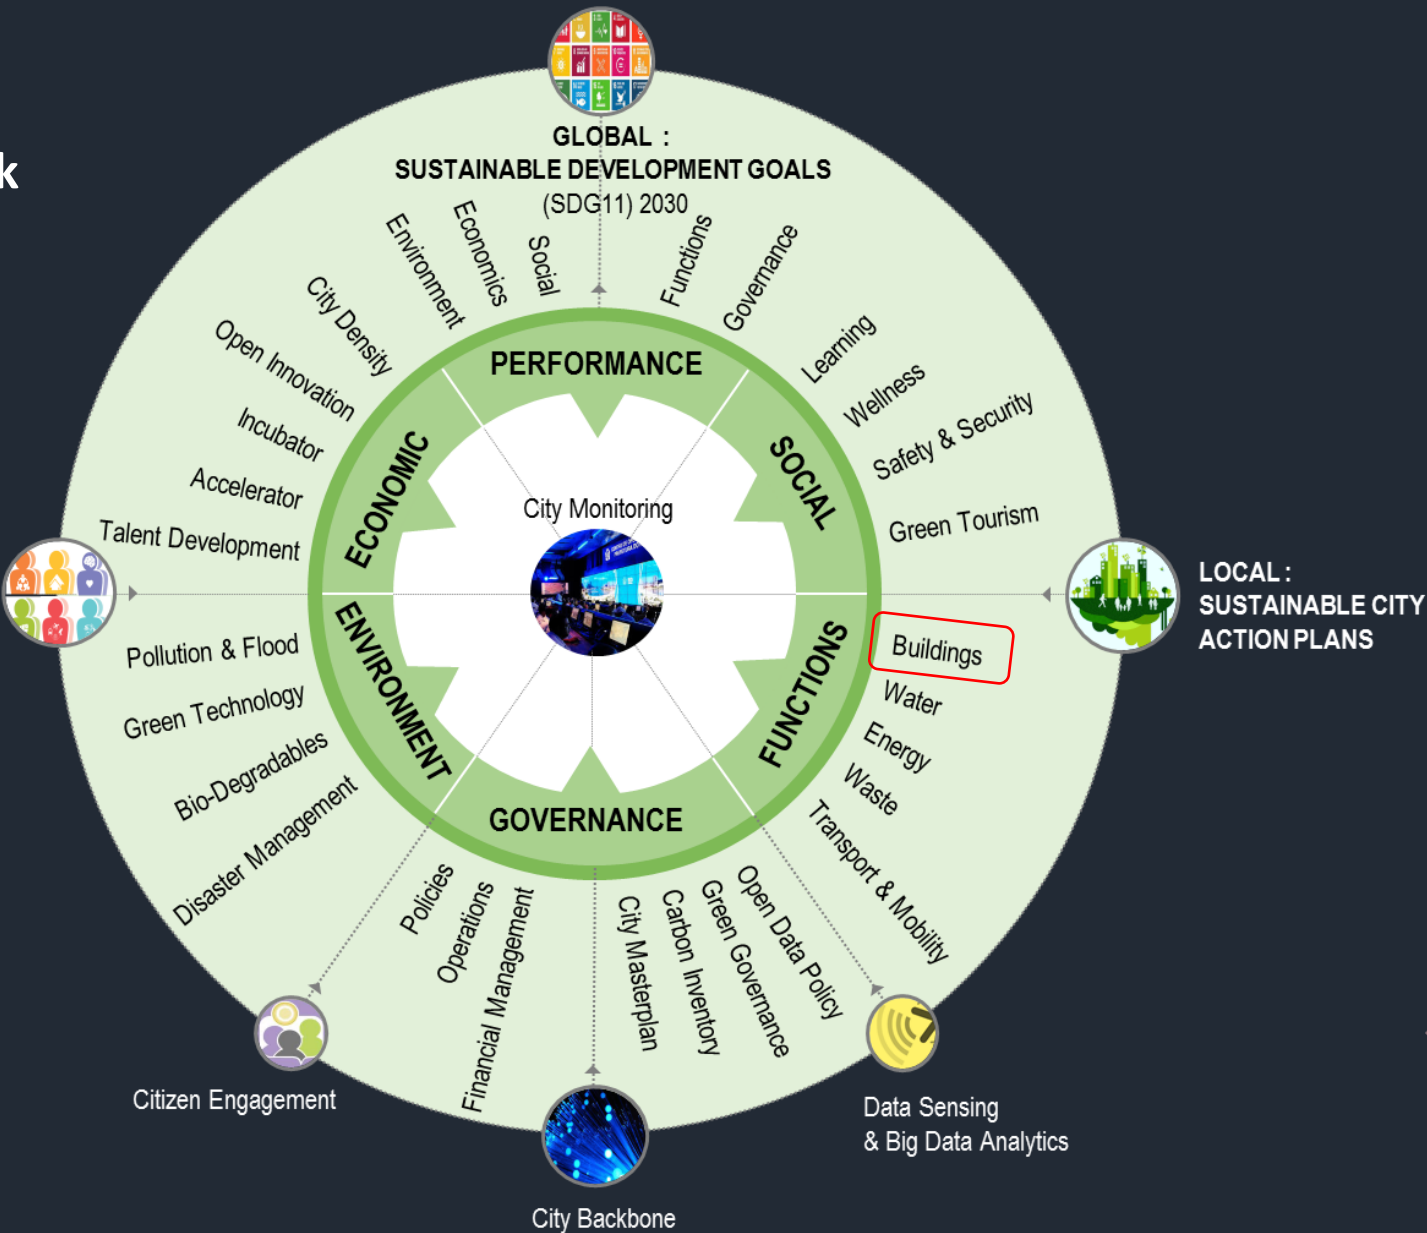 k
GLOBAL :
SUSTAINABLE DEVELOPMENT GOALS
(SDG11) 2030
Environment
Economics
Social
Functions
Governance
PERFORMANCE
City Density
Open Innovation
Incubator
Accelerator
Talent Development
ECONOMIC
Learning
Wellness
Safety & Security
Green Tourism
SOCIAL
City Monitoring
LOCAL :
SUSTAINABLE CITY
ACTION PLANS
Pollution & Flood
Green Technology
Bio-Degradables
Disaster Management
ENVIRONMENT
FUNCTIONS
Buildings
Water
Energy
Waste
Transport & Mobility
GOVERNANCE
Policies
Operations
Financial Management
City Masterplan
Carbon Inventory
Green Governance
Open Data Policy
Citizen Engagement
Data Sensing
& Big Data Analytics
City Backbone